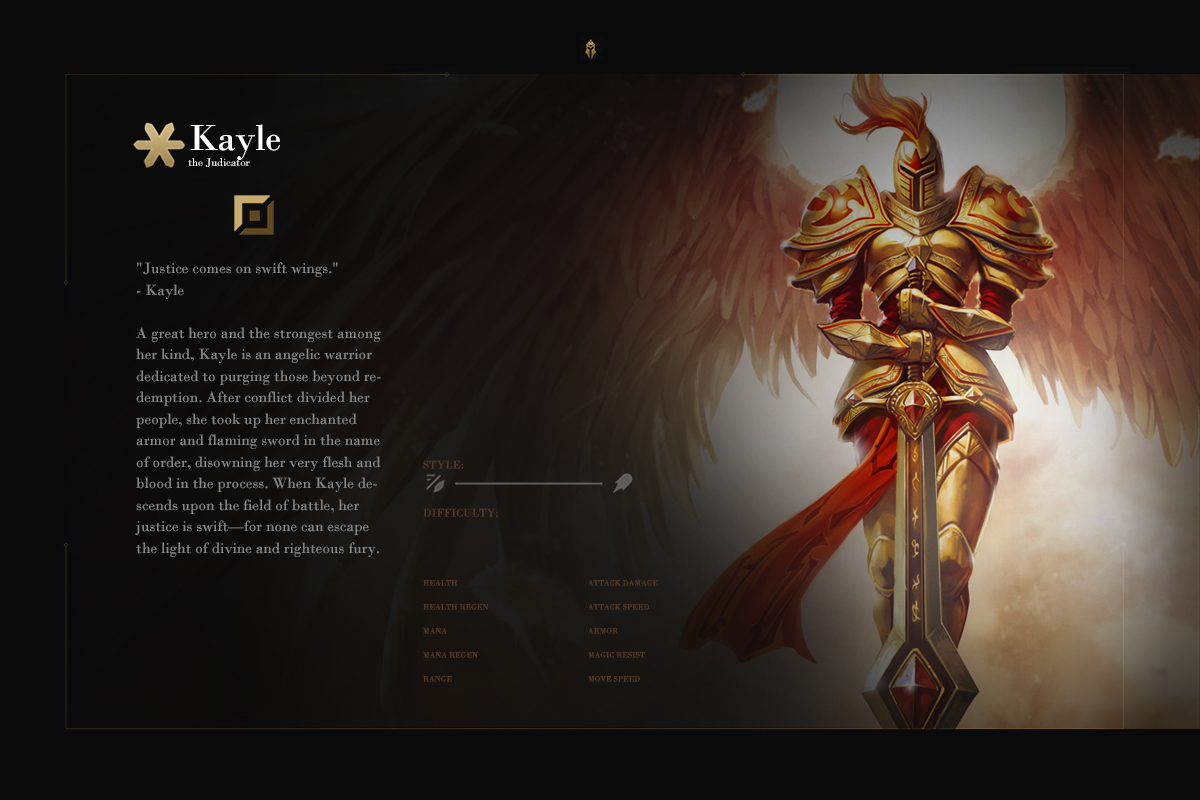 Kayle
the Judicator
"Justice comes on swift wings."
- Kayle
A great hero and the strongest among
her kind, Kayle is an angelic warrior
dedicated to purging those beyond re-
demption. After conflict divided her
people, she took up her enchanted
armor and flaming sword in the name
of order, disowning her very flesh and
blood in the process. When Kayle de-
scends upon the field of battle, her
justice is swift—for none can escape
the light of divine and righteous fury.
STYLE:
DIFFICULTY:
HEALTH
HEALTH REGEN
MANA
MANA REGEN
RANGE
ATTACK DAMAGE
ATTACK SPEED
ARMOR
MAGIC RESIST
MOVE SPEED